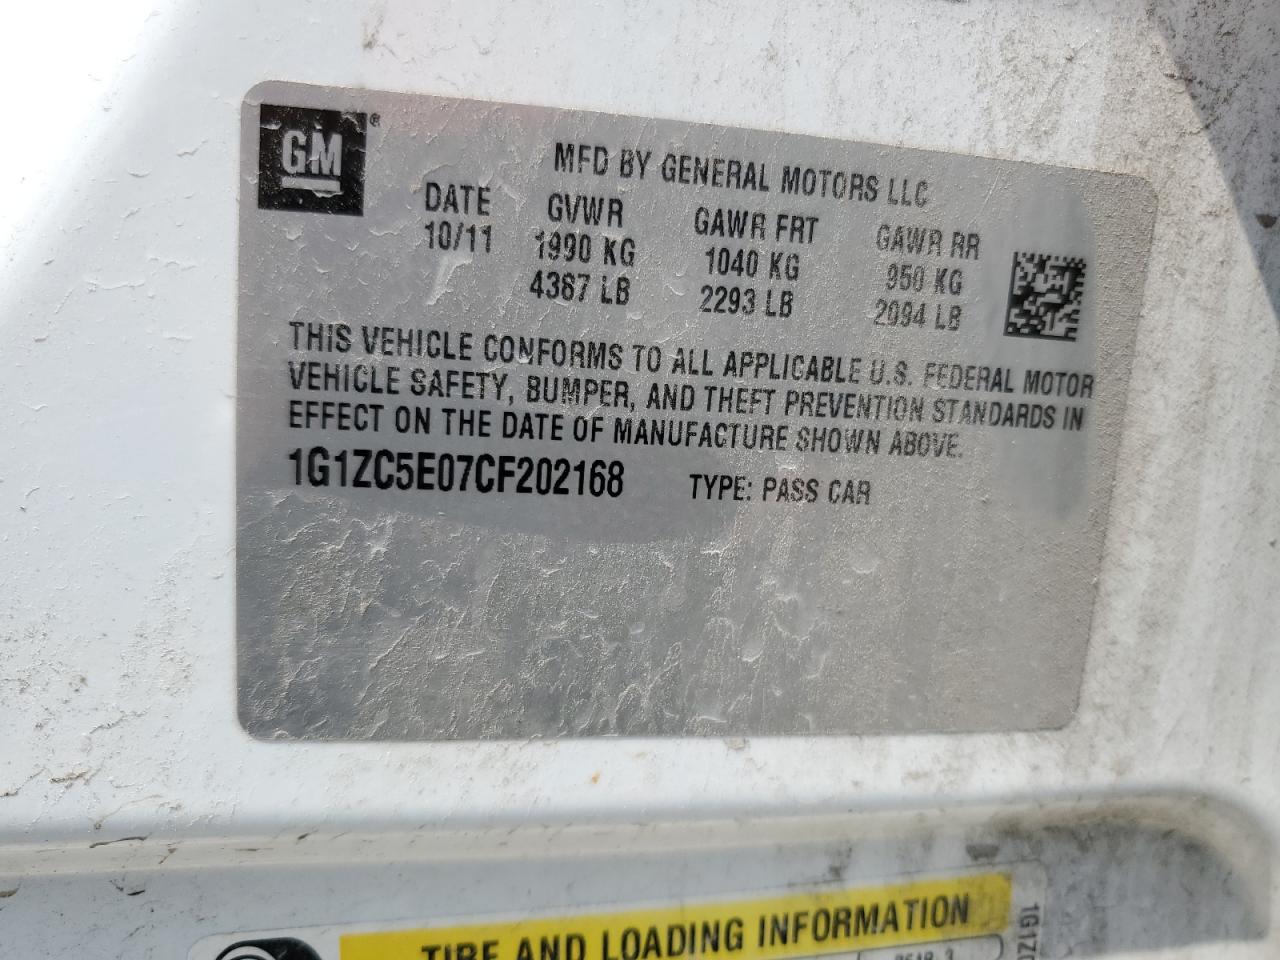 GM®
MFD BY GENERAL MOTORS LLC
DATE GVWR GAWR FRT GAWR RR
10/11 1990 KG 1040 KG 950 KG
4387 LB 2293 LB 2094 LB
THIS VEHICLE CONFORMS TO ALL APPLICABLE U.S. FEDERAL MOTOR
VEHICLE SAFETY, BUMPER, AND THEFT PREVENTION STANDARDS IN
EFFECT ON THE DATE OF MANUFACTURE SHOWN ABOVE.
1G1ZC5E07CF202168 TYPE: PASS CAR
TIRE AND LOADING INFORMATION